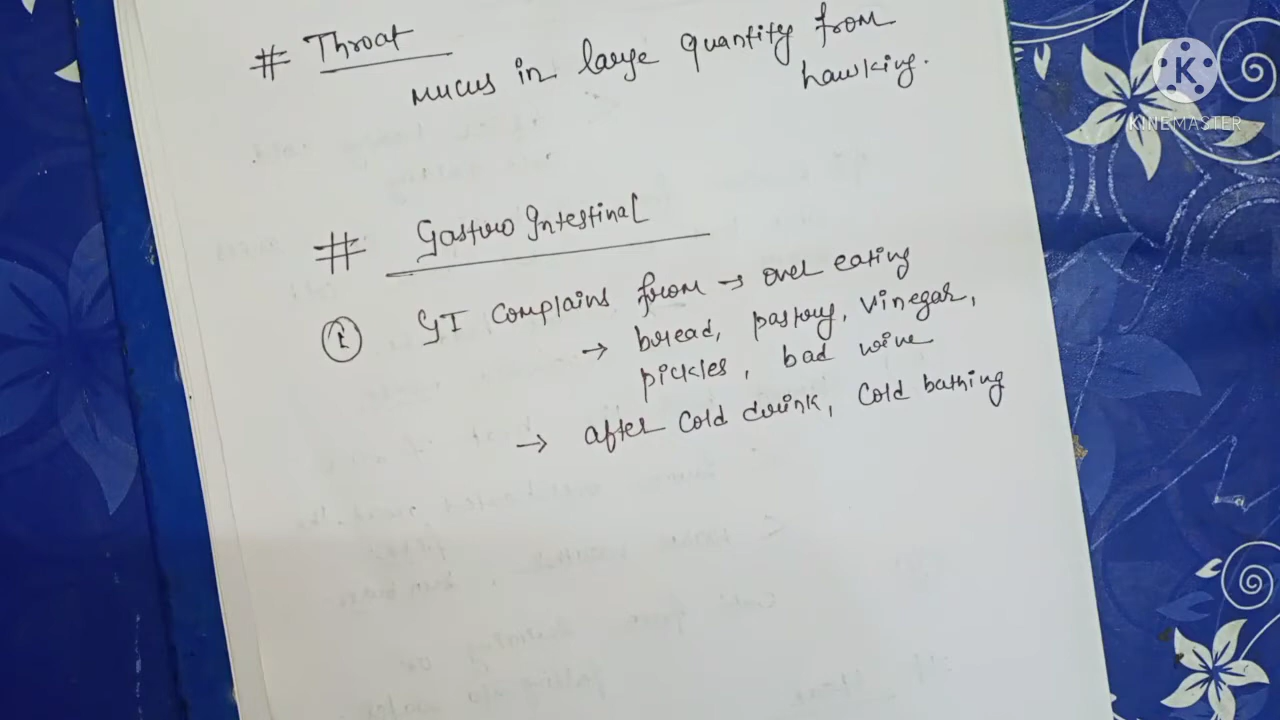 # Throat
mucus in large quantity from
hawking.
# Gastro Intestinal
1 GI complains from → over eating
→ bread, pastry, vinegar,
pickles, bad wine
→ after cold drink, cold bathing
K
KINEMASTER